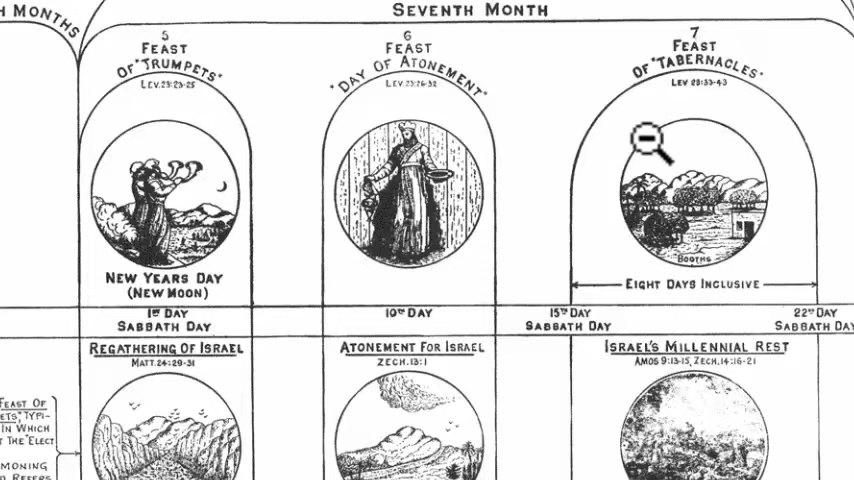 H MONTHS
SEVENTH MONTH
5
FEAST
OF "TRUMPETS"
LEV. 23:23-25
NEW YEARS DAY
(NEW MOON)
6
FEAST
"DAY OF ATONEMENT"
LEV 23:26-32
7
FEAST
OF "TABERNACLES"
LEV 23:33-43
"BOOTHS"
EIGHT DAYS INCLUSIVE
1ST DAY
SABBATH DAY
10TH DAY
15TH DAY
SABBATH DAY
22ND DAY
SABBATH DAY
REGATHERING OF ISRAEL
MATT. 24:29-31
ATONEMENT FOR ISRAEL
ZECH. 13:1
ISRAEL'S MILLENNIAL REST
AMOS 9:13-15, ZECH. 14:16-21
FEAST OF
ETS," TYPI-
IN WHICH
T THE "ELECT
MONING
REFERS